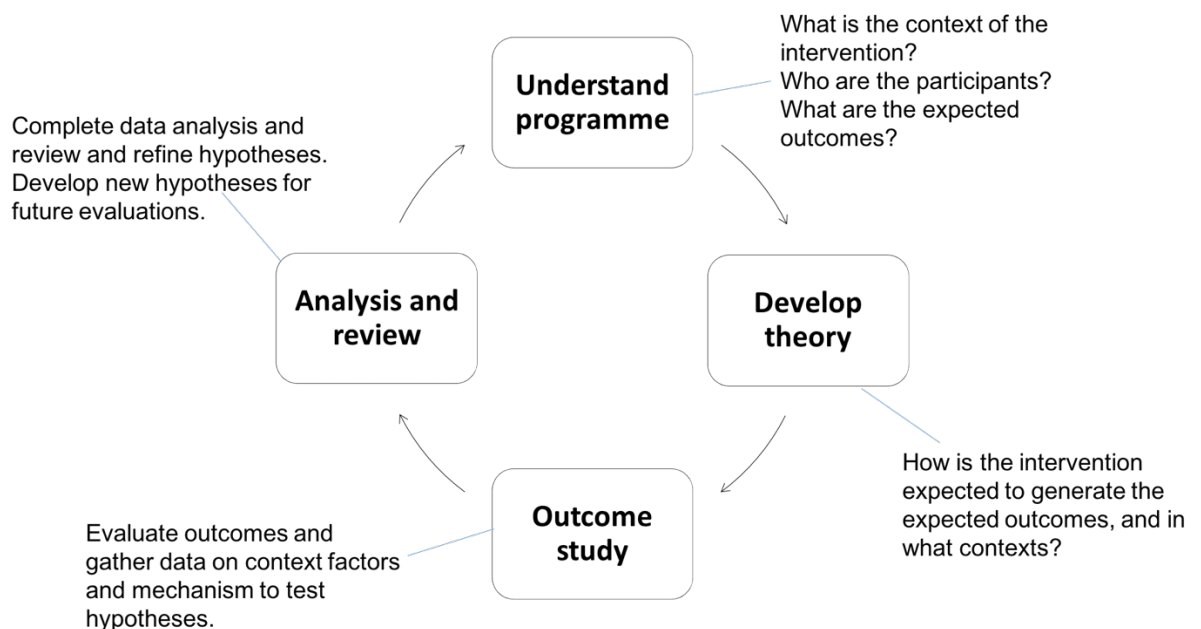 Understand
programme
What is the context of the
intervention?
Who are the participants?
What are the expected
outcomes?
Develop
theory
How is the intervention
expected to generate the
expected outcomes, and in
what contexts?
Outcome
study
Evaluate outcomes and
gather data on context factors
and mechanism to test
hypotheses.
Analysis and
review
Complete data analysis and
review and refine hypotheses.
Develop new hypotheses for
future evaluations.